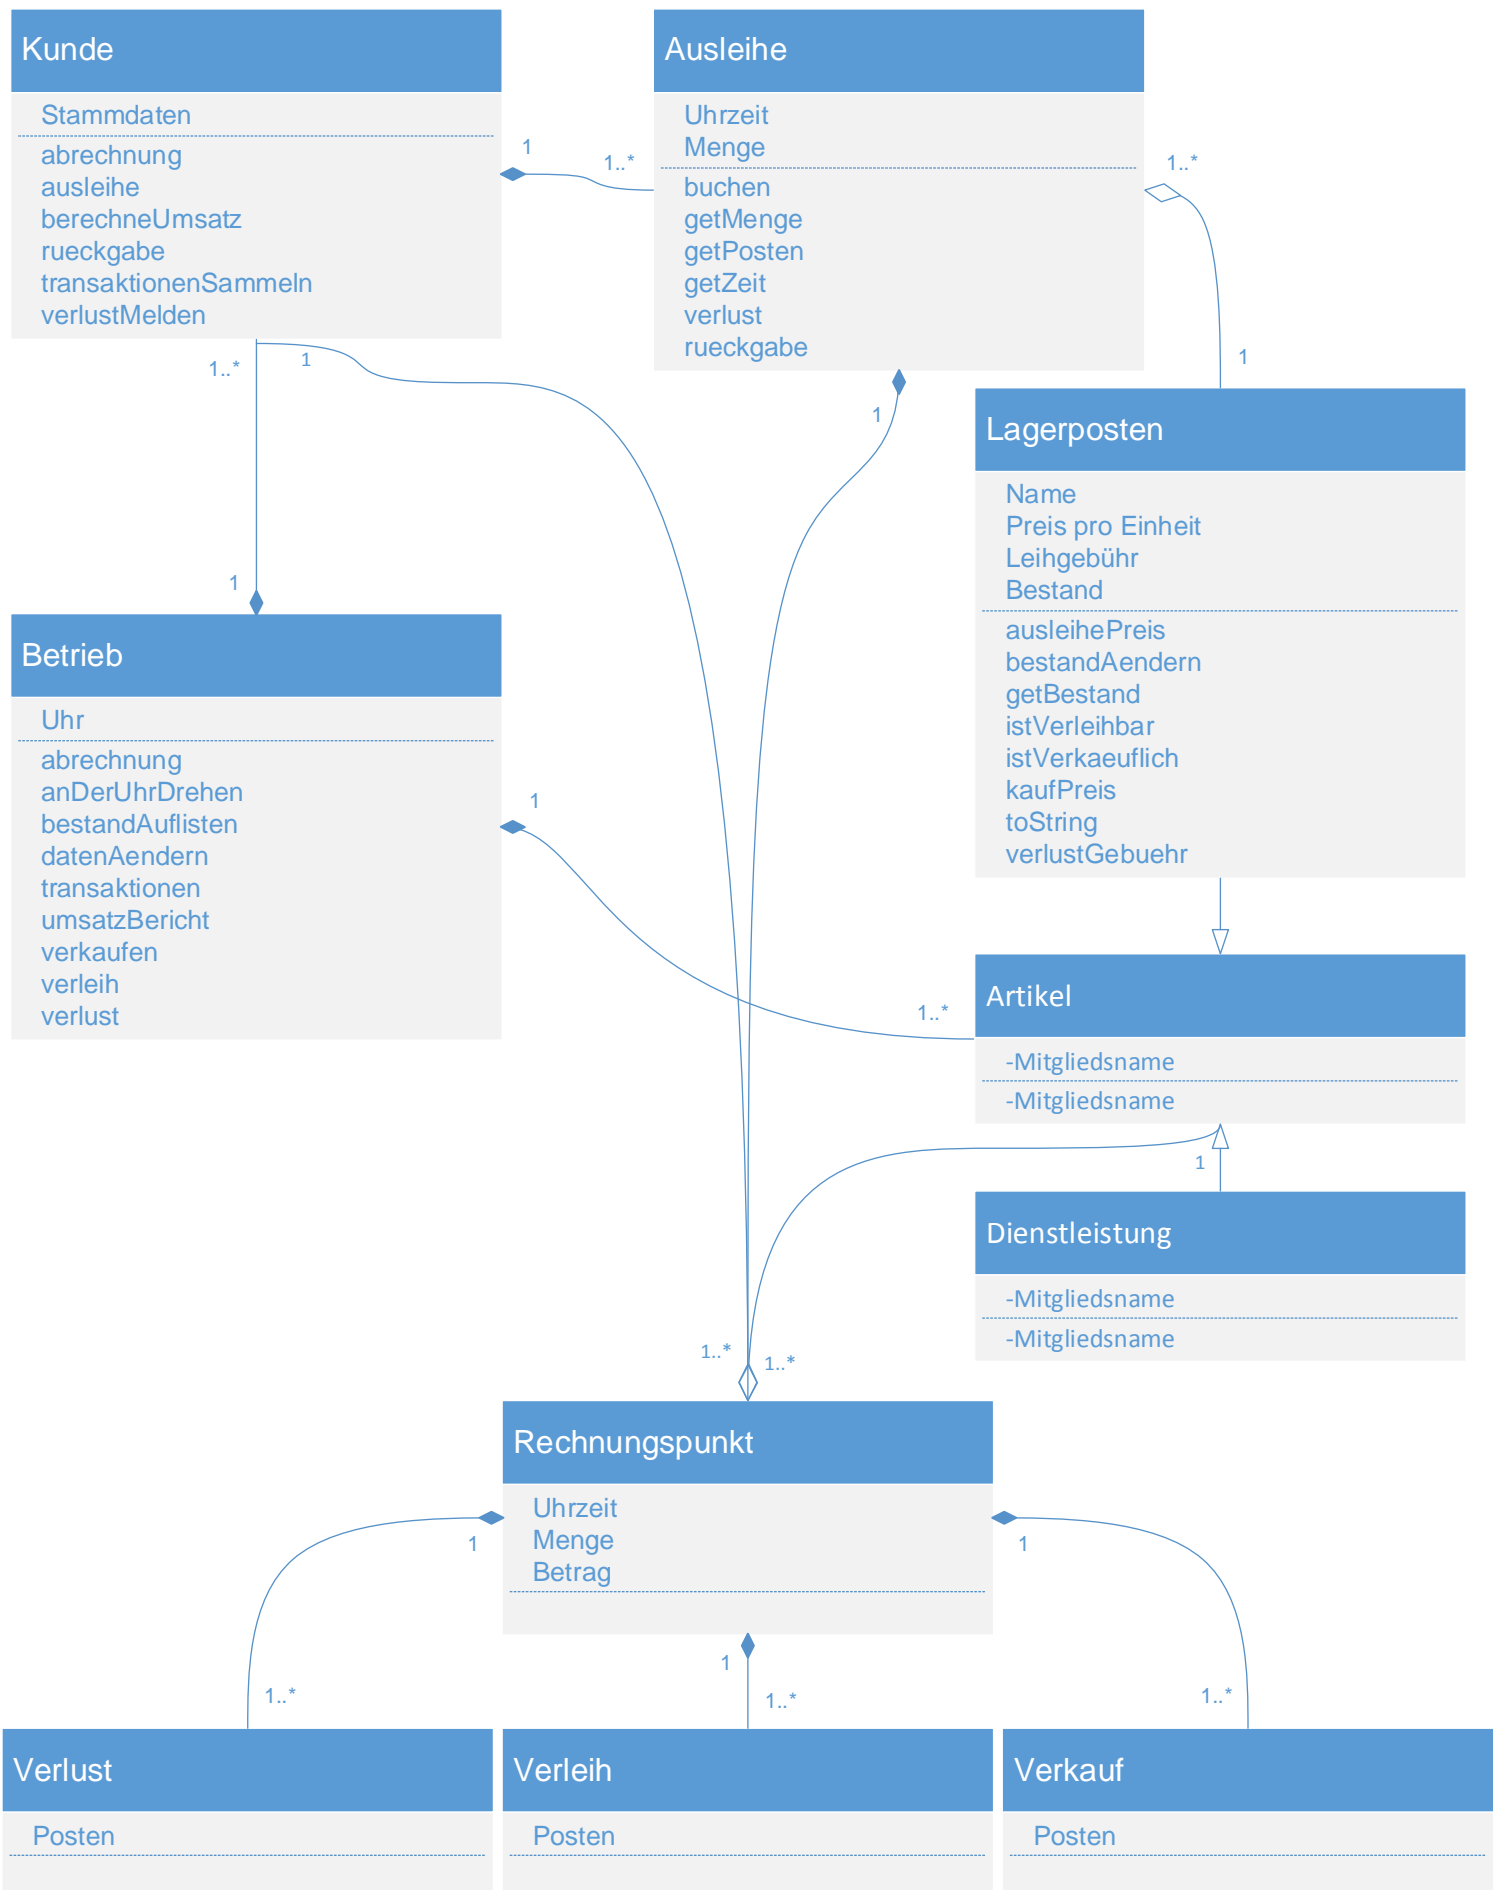 Kunde
Stammdaten
abrechnung
ausleihe
berechneUmsatz
rueckgabe
transaktionenSammeln
verlustMelden
1
1..*
Ausleihe
Uhrzeit
Menge
buchen
getMenge
getPosten
getZeit
verlust
rueckgabe
1..*
1
1..*
1
1
1
Lagerposten
Name
Preis pro Einheit
Leihgebühr
Bestand
ausleihePreis
bestandAendern
getBestand
istVerleihbar
istVerkaeuflich
kaufPreis
toString
verlustGebuehr
Betrieb
Uhr
abrechnung
anDerUhrDrehen
bestandAuflisten
datenAendern
transaktionen
umsatzBericht
verkaufen
verleih
verlust
1
1..*
Artikel
-Mitgliedsname
-Mitgliedsname
1
Dienstleistung
-Mitgliedsname
-Mitgliedsname
1..*
1..*
Rechnungspunkt
Uhrzeit
Menge
Betrag
1
1
1
1..*
1..*
1..*
Verlust
Posten
Verleih
Posten
Verkauf
Posten